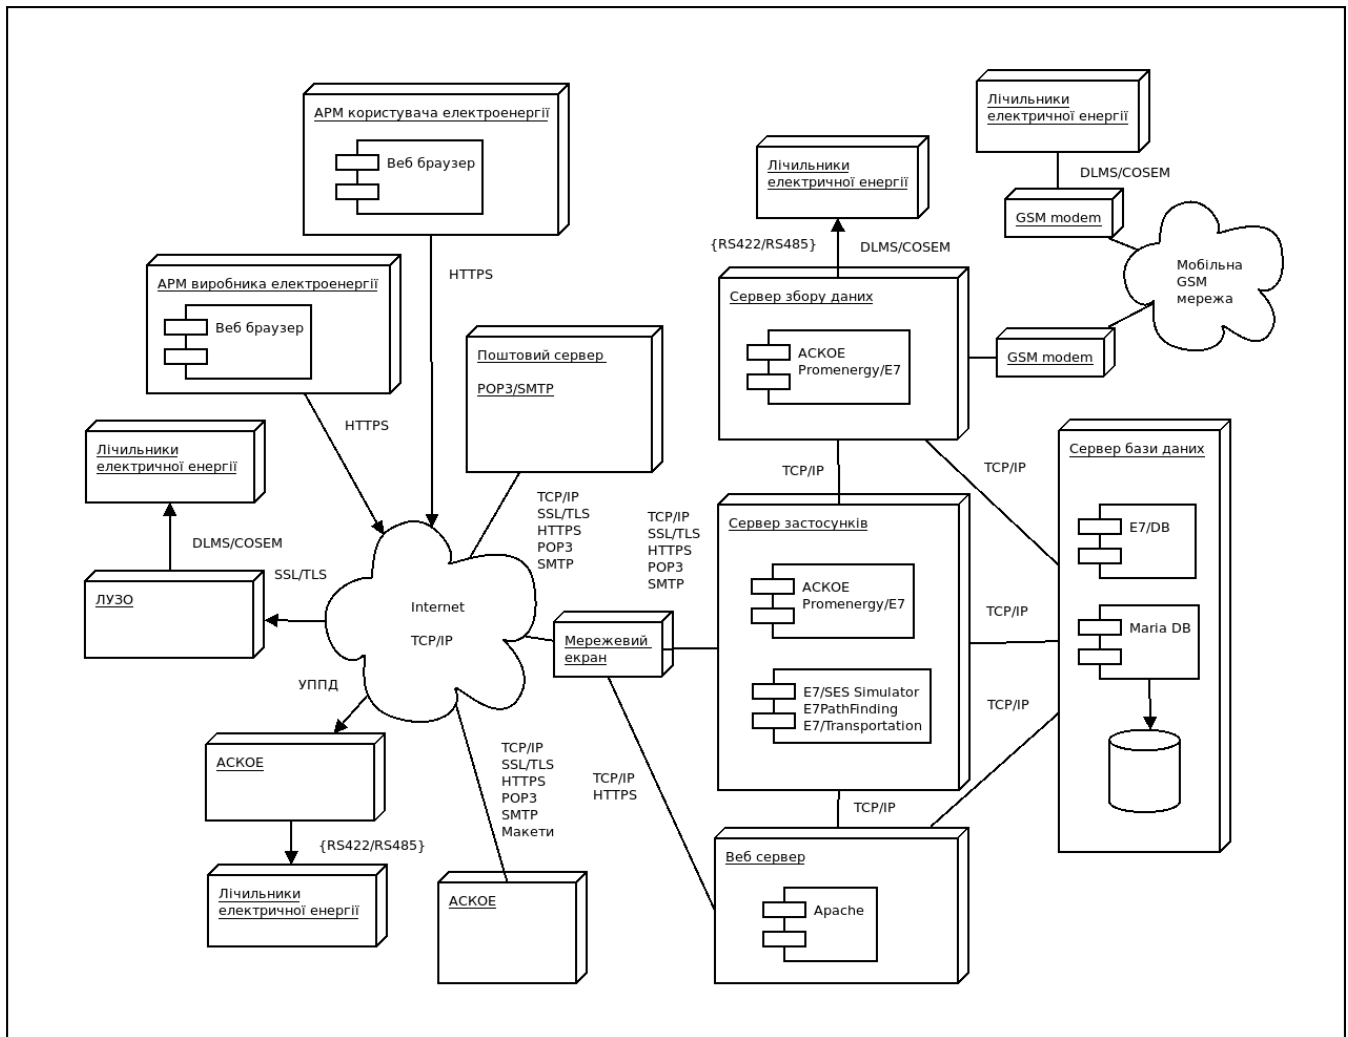 АРМ користувача електроенергії
Веб браузер
HTTPS
АРМ виробника електроенергії
Веб браузер
HTTPS
Поштовий сервер
POP3/SMTP
Лічильники
електричної енергії
DLMS/COSEM
SSL/TLS
ЛУЗО
Internet
TCP/IP
TCP/IP
SSL/TLS
HTTPS
POP3
SMTP
УППД
АСКОЕ
{RS422/RS485}
Лічильники
електричної енергії
TCP/IP
SSL/TLS
HTTPS
POP3
SMTP
Макети
АСКОЕ
Мережевий
екран
TCP/IP
SSL/TLS
HTTPS
POP3
SMTP
TCP/IP
HTTPS
Лічильники
електричної енергії
{RS422/RS485}
DLMS/COSEM
Сервер збору даних
АСКОЕ
Promenergy/E7
Лічильники
електричної енергії
DLMS/COSEM
GSM modem
Мобільна
GSM
мережа
GSM modem
TCP/IP
TCP/IP
Сервер застосунків
АСКОЕ
Promenergy/E7
E7/SES Simulator
E7PathFinding
E7/Transportation
TCP/IP
TCP/IP
TCP/IP
Сервер бази даних
E7/DB
Maria DB
Веб сервер
Apache